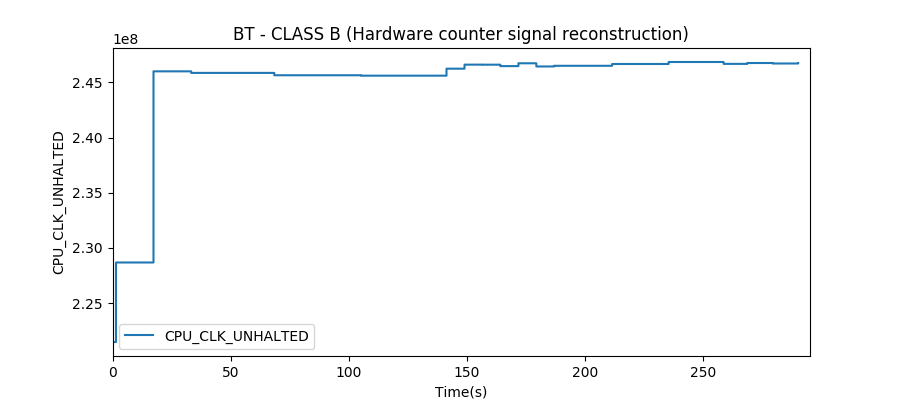 BT - CLASS B (Hardware counter signal reconstruction)
1e8
2.45
2.40
2.35
2.30
2.25
CPU_CLK_UNHALTED
CPU_CLK_UNHALTED
0 50 100 150 200 250
Time(s)